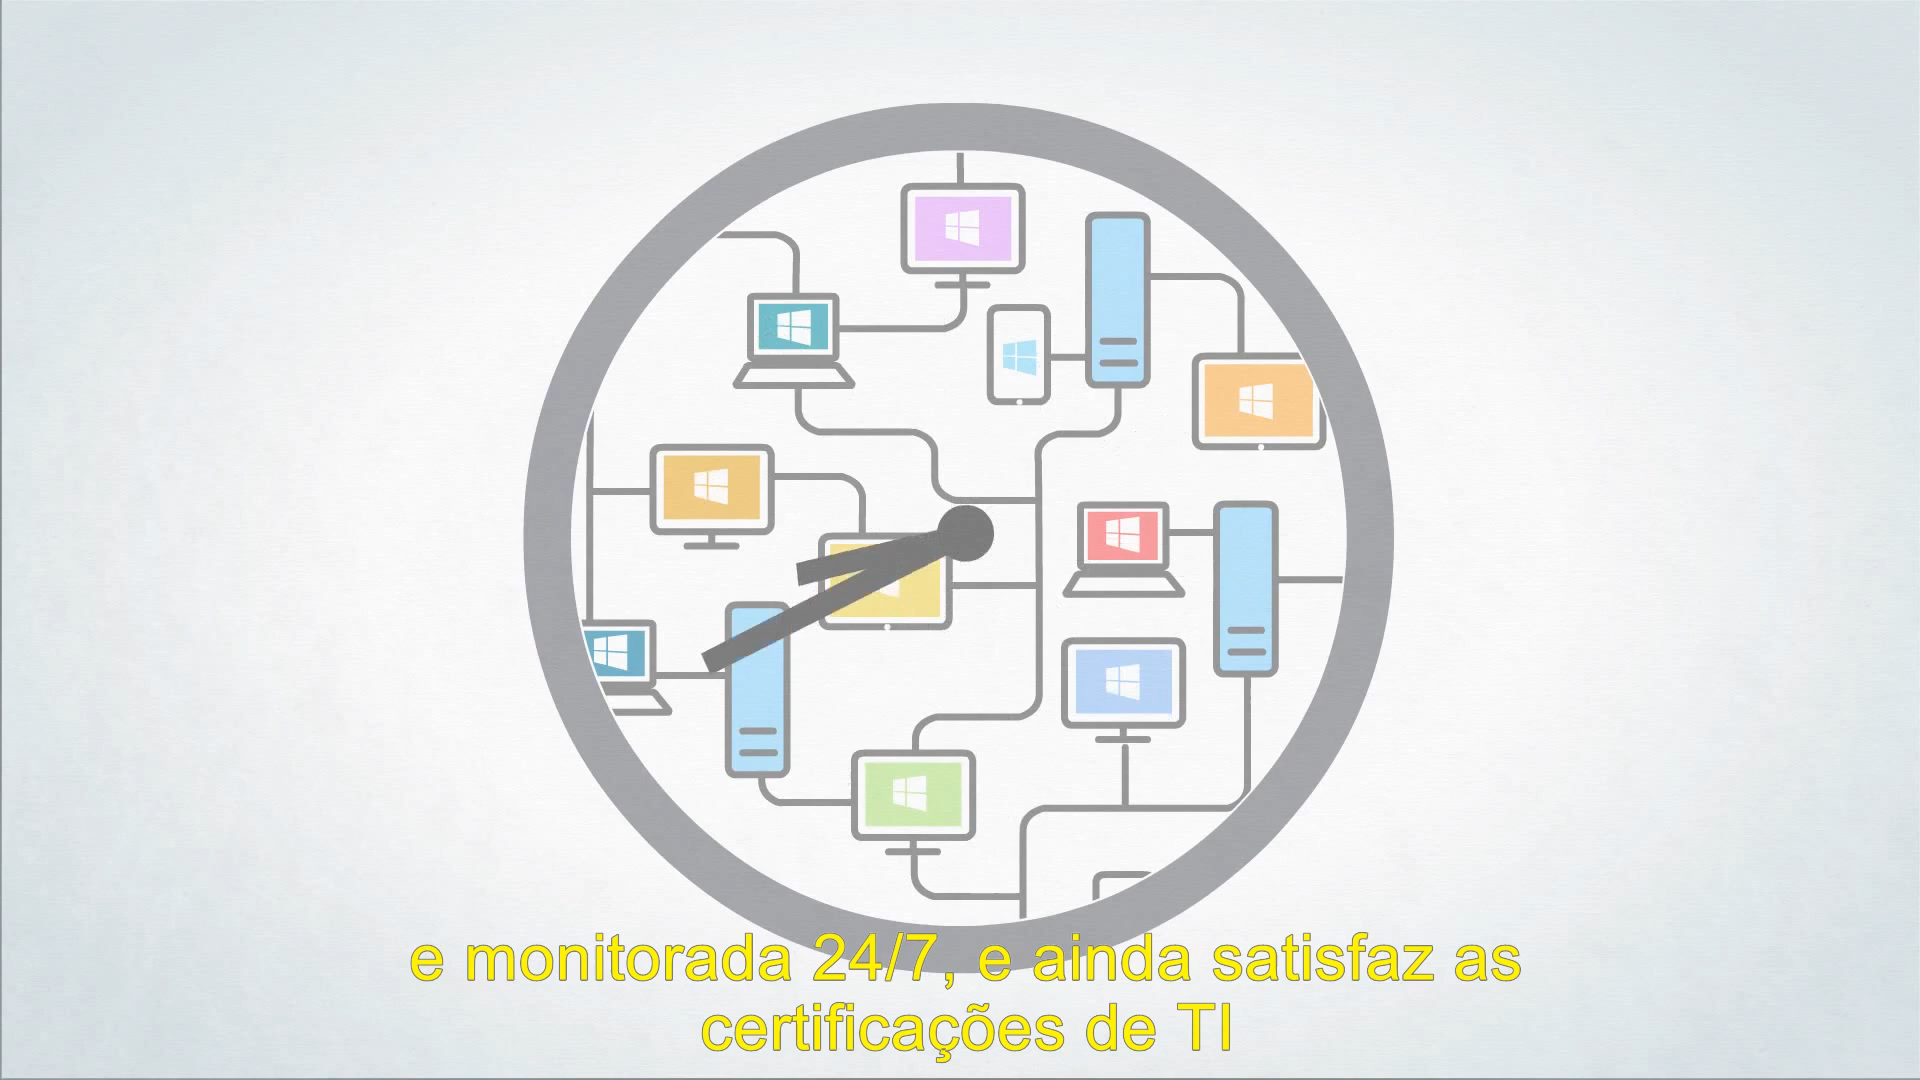 e monitorada 24/7, e ainda satisfaz as
certificações de TI